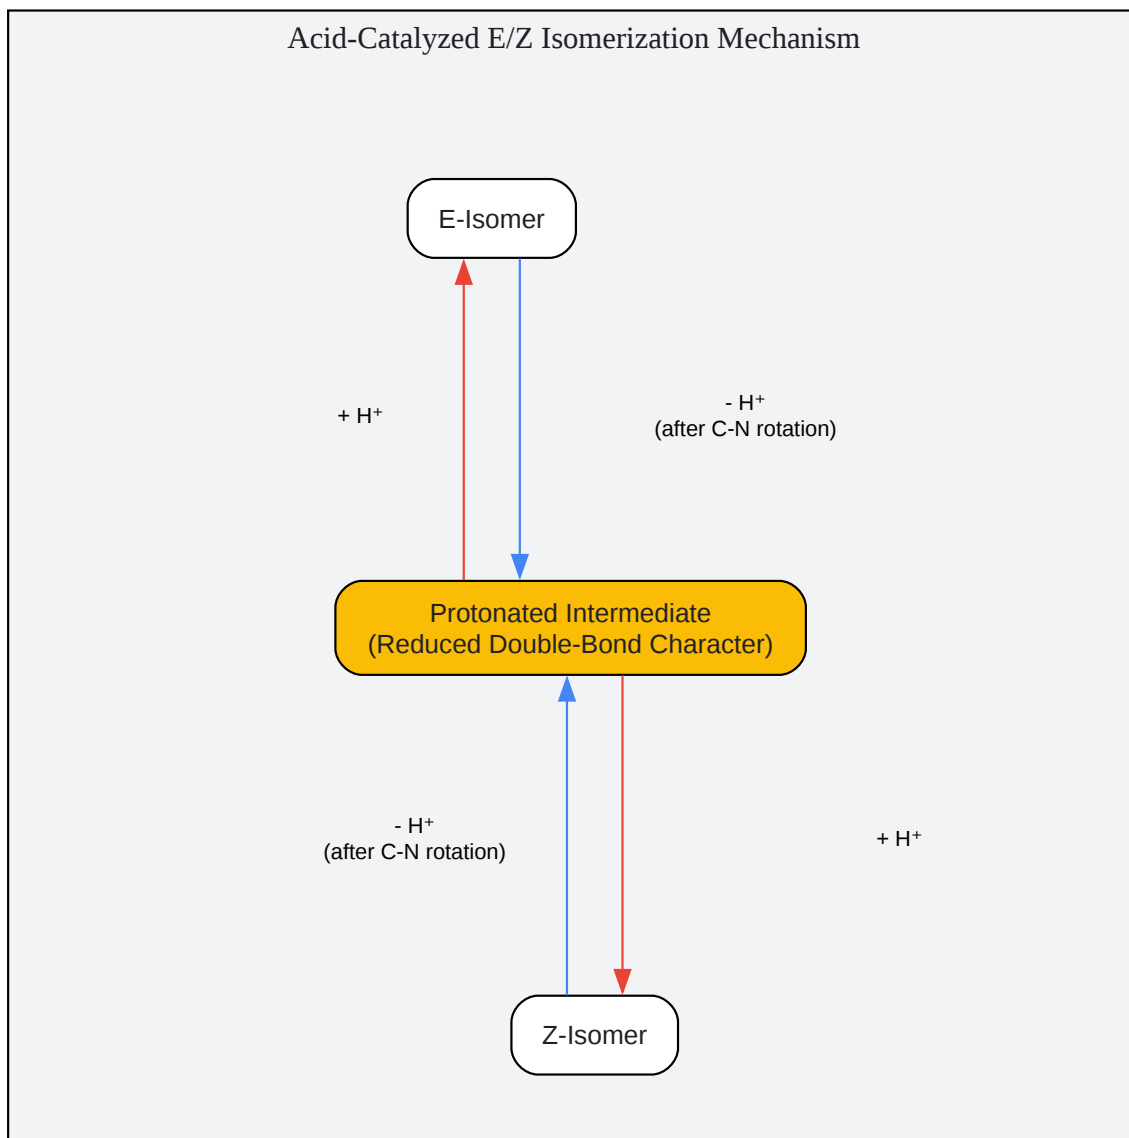 Acid-Catalyzed E/Z Isomerization Mechanism
E-Isomer
+ H⁺
- H⁺
(after C-N rotation)
Protonated Intermediate
(Reduced Double-Bond Character)
- H⁺
(after C-N rotation)
+ H⁺
Z-Isomer